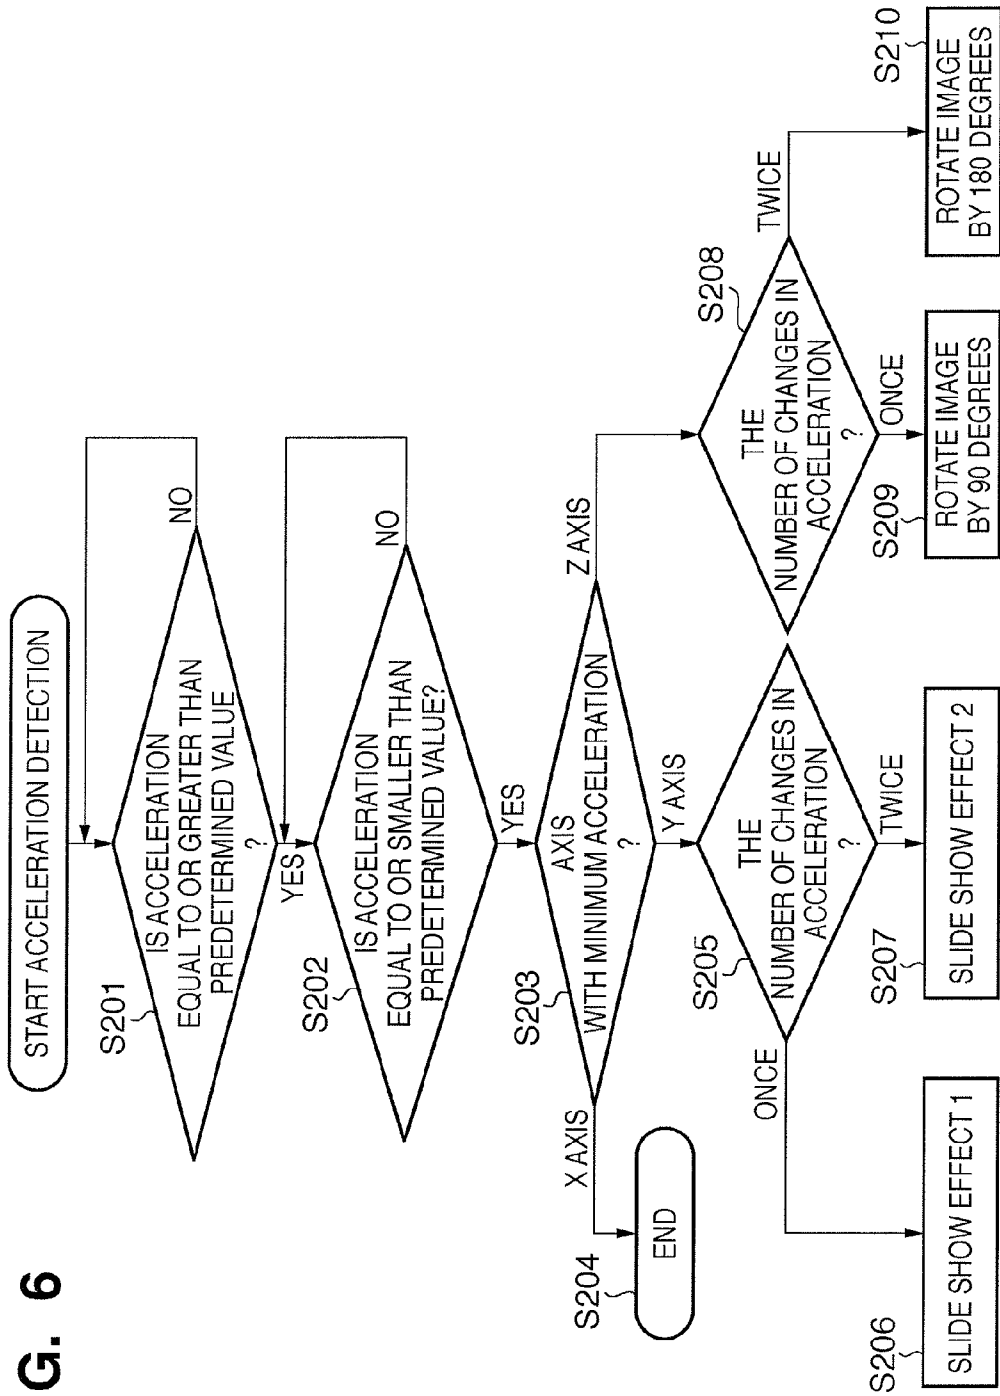 G. 6
START ACCELERATION DETECTION
S201
IS ACCELERATION
EQUAL TO OR GREATER THAN
PREDETERMINED VALUE
?
NO
YES
S202
IS ACCELERATION
EQUAL TO OR SMALLER THAN
PREDETERMINED VALUE?
NO
YES
S203
AXIS
WITH MINIMUM ACCELERATION
?
X AXIS
Y AXIS
Z AXIS
S204
END
S205
THE
NUMBER OF CHANGES IN
ACCELERATION
?
ONCE
TWICE
S206
SLIDE SHOW EFFECT 1
S207
SLIDE SHOW EFFECT 2
S208
THE
NUMBER OF CHANGES IN
ACCELERATION
?
ONCE
TWICE
S209
ROTATE IMAGE
BY 90 DEGREES
S210
ROTATE IMAGE
BY 180 DEGREES